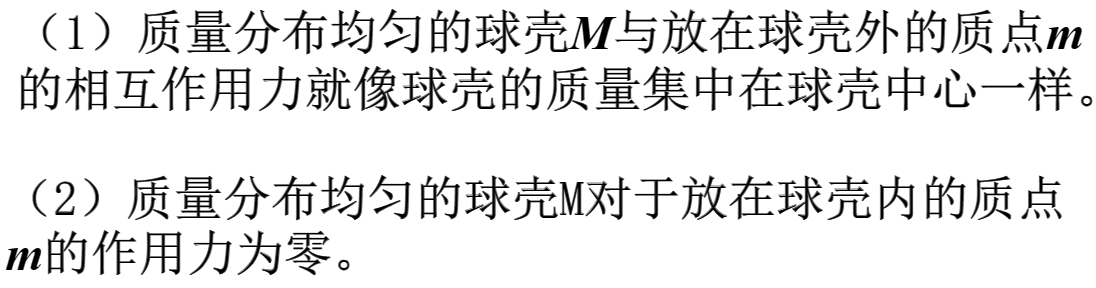 （1）质量分布均匀的球壳M与放在球壳外的质点m
的相互作用力就像球壳的质量集中在球壳中心一样。
（2）质量分布均匀的球壳M对于放在球壳内的质点
m的作用力为零。